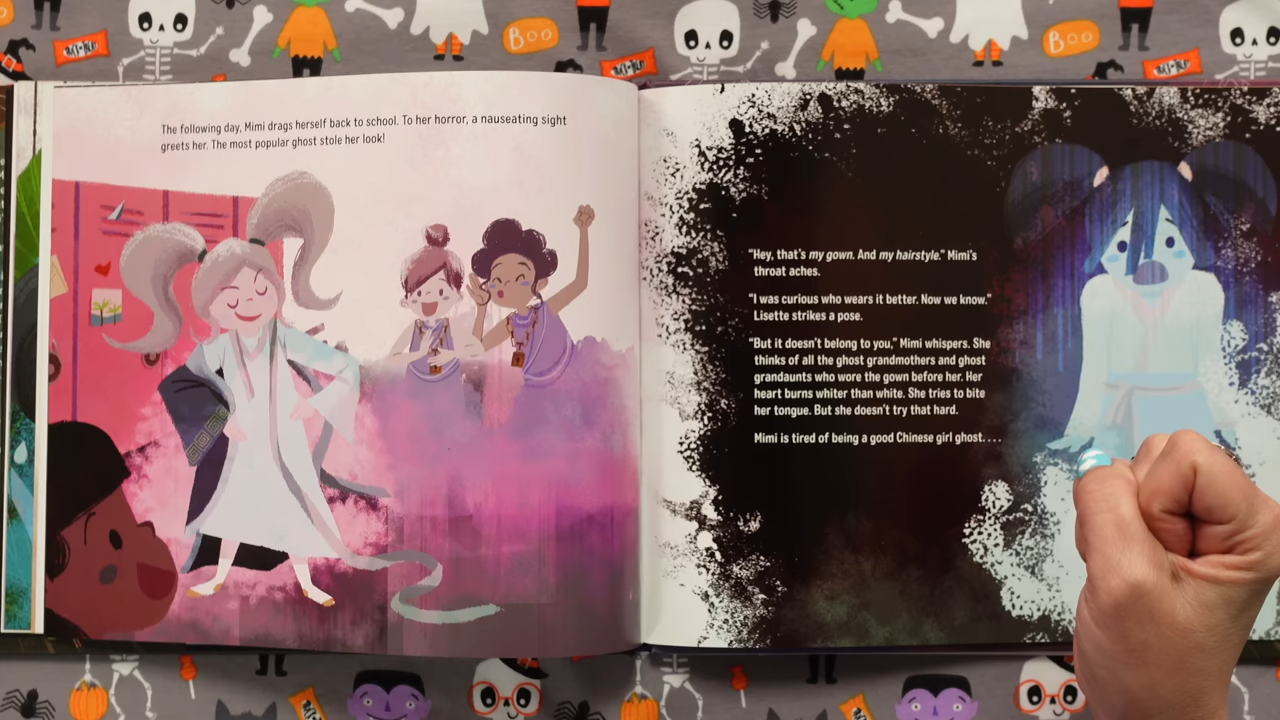 BOO
BOO
The following day, Mimi drags herself back to school. To her horror, a nauseating sight
greets her. The most popular ghost stole her look!
“Hey, that’s my gown. And my hairstyle.” Mimi’s
throat aches.
“I was curious who wears it better. Now we know.”
Lisette strikes a pose.
“But it doesn’t belong to you,” Mimi whispers. She
thinks of all the ghost grandmothers and ghost
grandaunts who wore the gown before her. Her
heart burns whiter than white. She tries to bite
her tongue. But she doesn’t try that hard.
Mimi is tired of being a good Chinese girl ghost. . . .